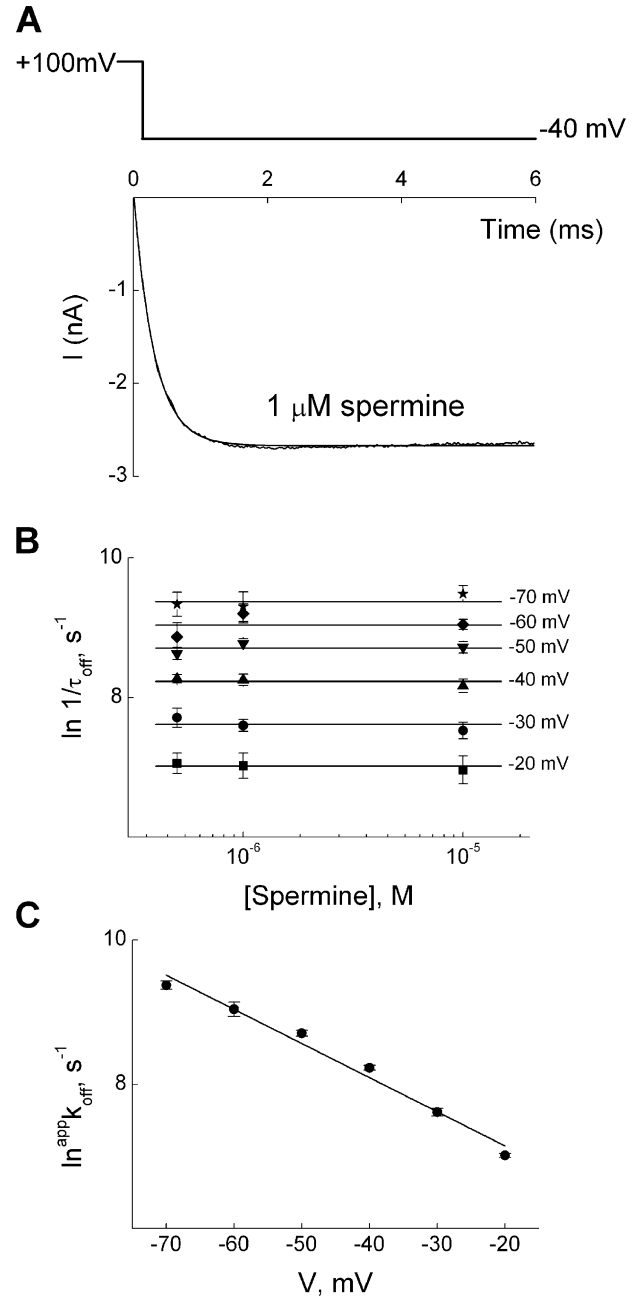 A
+100mV
-40 mV
0 2 4 6
Time (ms)
-1
-2
-3
I (nA)
1 μM spermine
B
10
8
ln 1/τoff, s⁻¹
-70 mV
-60 mV
-50 mV
-40 mV
-30 mV
-20 mV
10⁻⁶ 10⁻⁵
[Spermine], M
C
10
8
lnᵃᵖᵖkoff, s⁻¹
-70 -60 -50 -40 -30 -20
V, mV